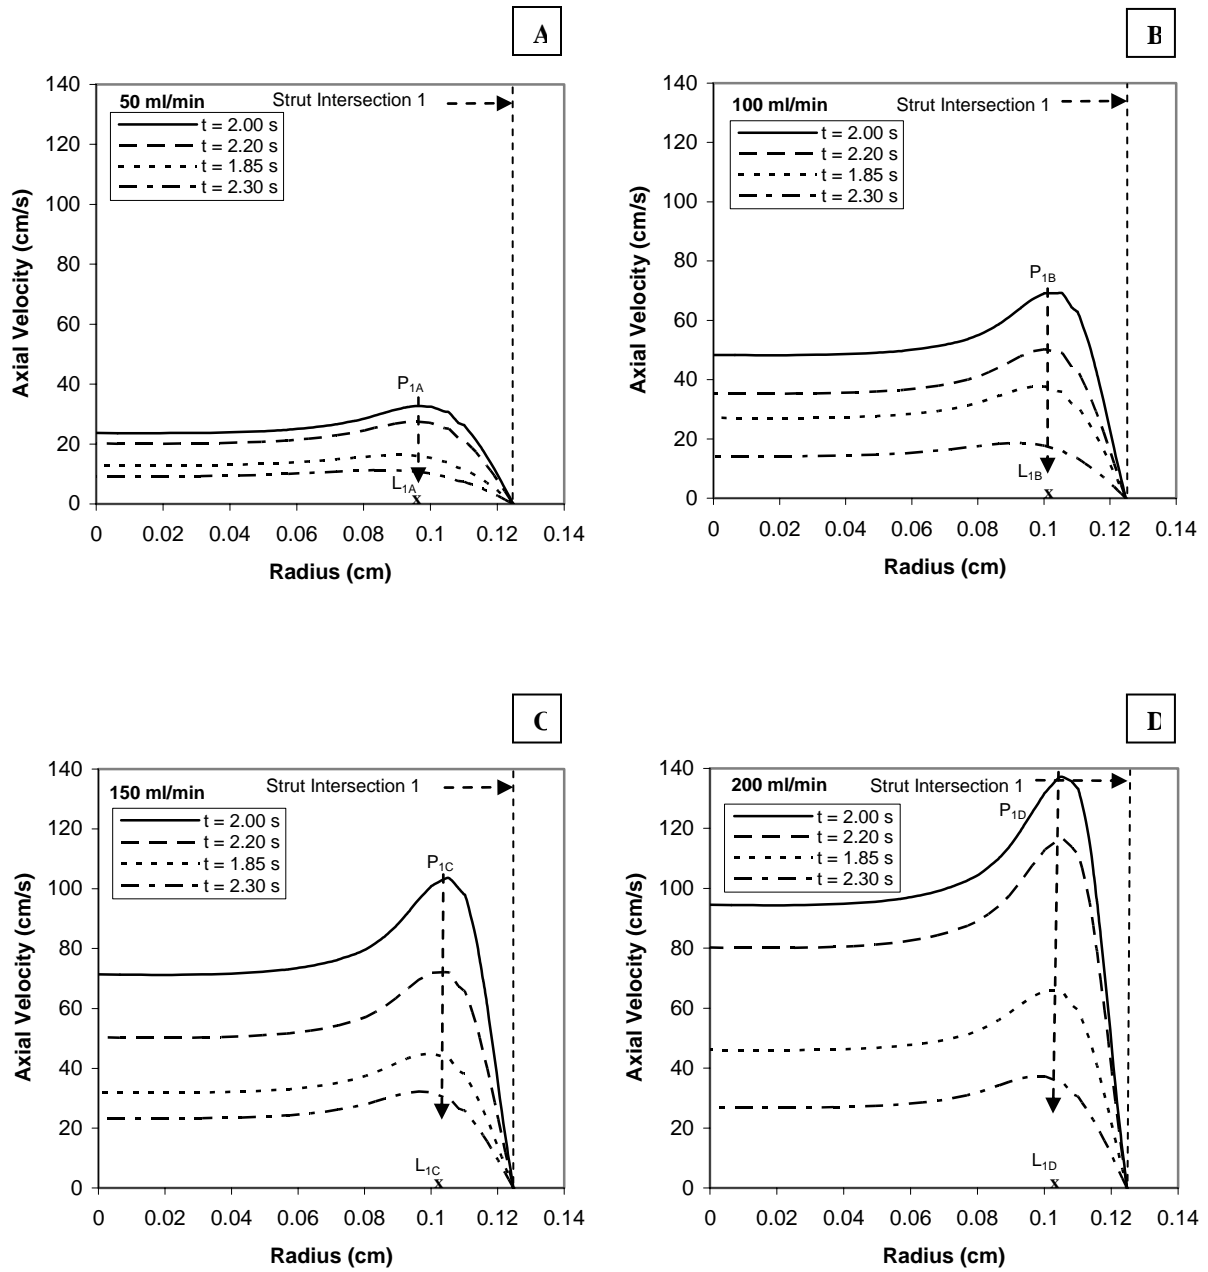 A
140
120
100
80
60
40
20
0
Axial Velocity (cm/s)
50 ml/min
Strut Intersection 1
t = 2.00 s
t = 2.20 s
t = 1.85 s
t = 2.30 s
P1A
L1A
x
0 0.02 0.04 0.06 0.08 0.1 0.12 0.14
Radius (cm)
B
140
120
100
80
60
40
20
0
Axial Velocity (cm/s)
100 ml/min
Strut Intersection 1
t = 2.00 s
t = 2.20 s
t = 1.85 s
t = 2.30 s
P1B
L1B
x
0 0.02 0.04 0.06 0.08 0.1 0.12 0.14
Radius (cm)
C
140
120
100
80
60
40
20
0
Axial Velocity (cm/s)
150 ml/min
Strut Intersection 1
t = 2.00 s
t = 2.20 s
t = 1.85 s
t = 2.30 s
P1C
L1C
x
0 0.02 0.04 0.06 0.08 0.1 0.12 0.14
Radius (cm)
D
140
120
100
80
60
40
20
0
Axial Velocity (cm/s)
200 ml/min
Strut Intersection 1
t = 2.00 s
t = 2.20 s
t = 1.85 s
t = 2.30 s
P1D
L1D
x
0 0.02 0.04 0.06 0.08 0.1 0.12 0.14
Radius (cm)